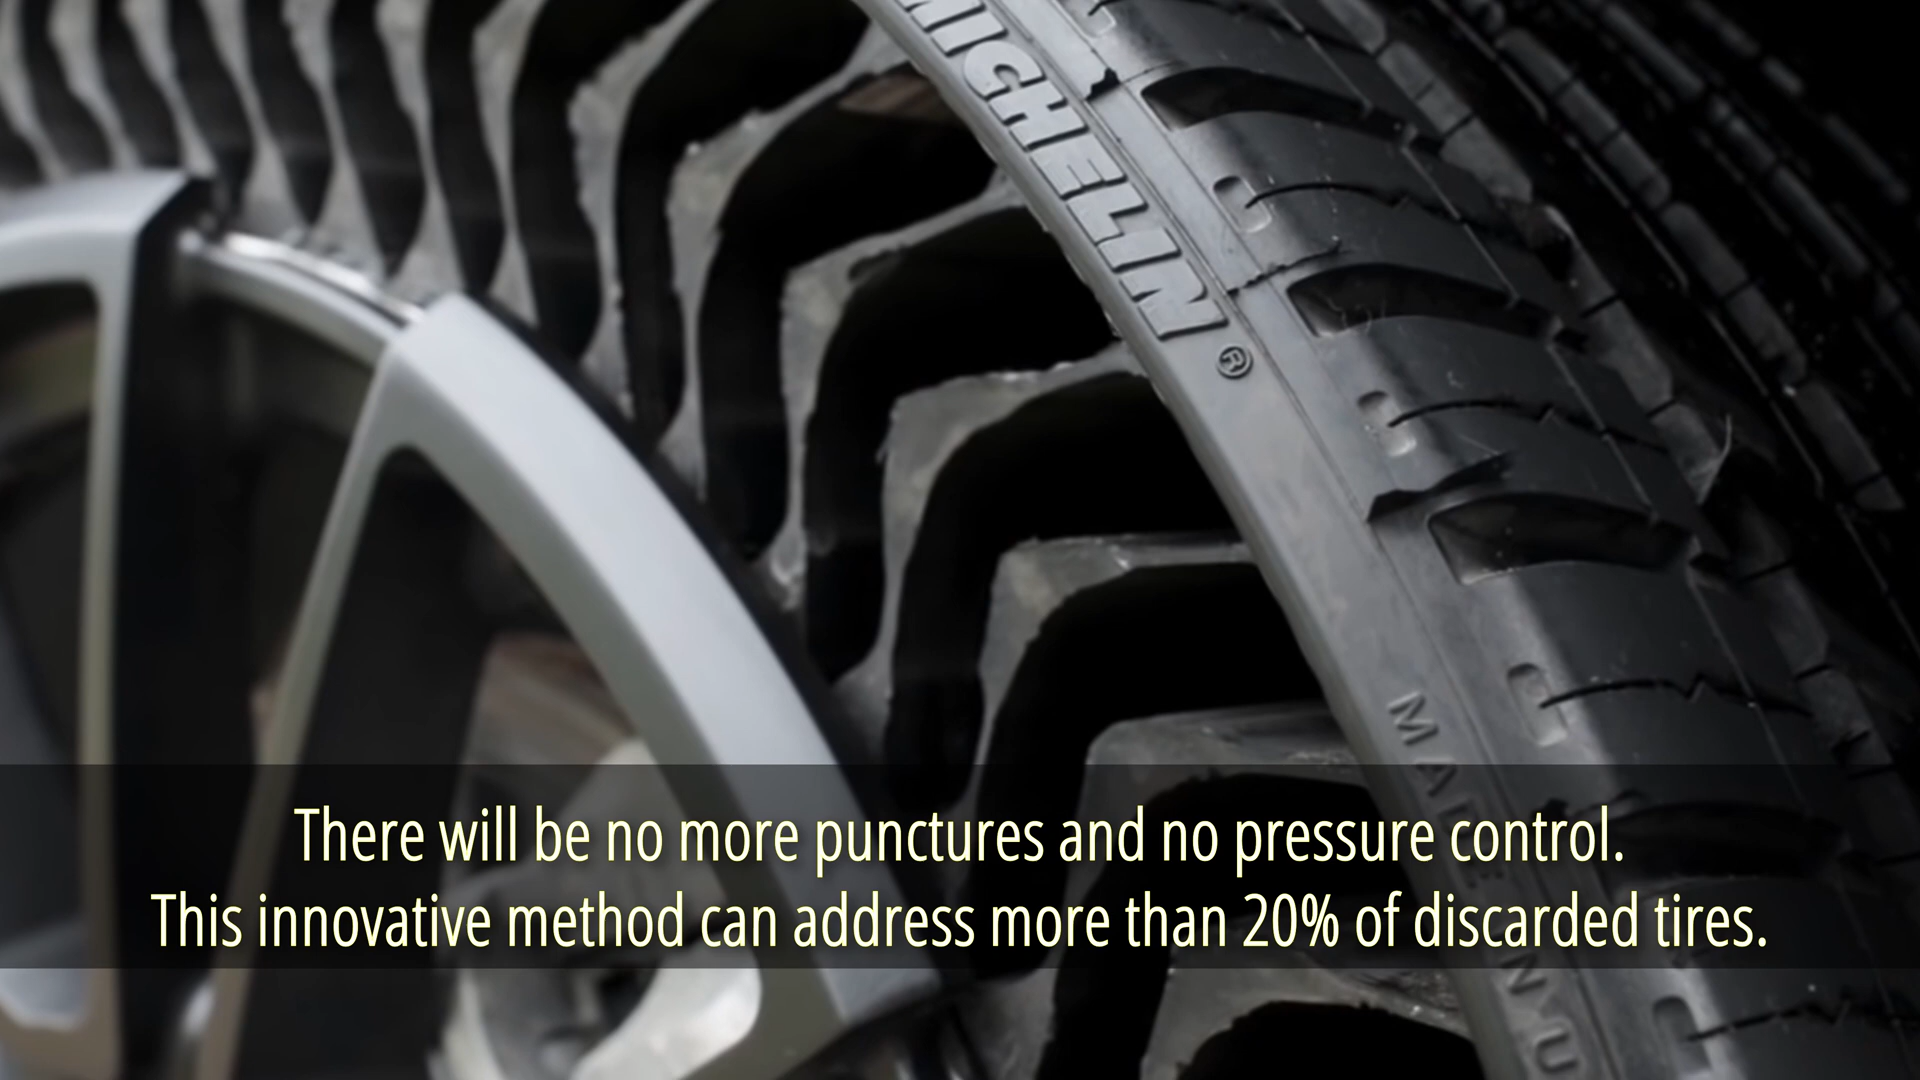 MICHELIN
®
There will be no more punctures and no pressure control.
This innovative method can address more than 20% of discarded tires.